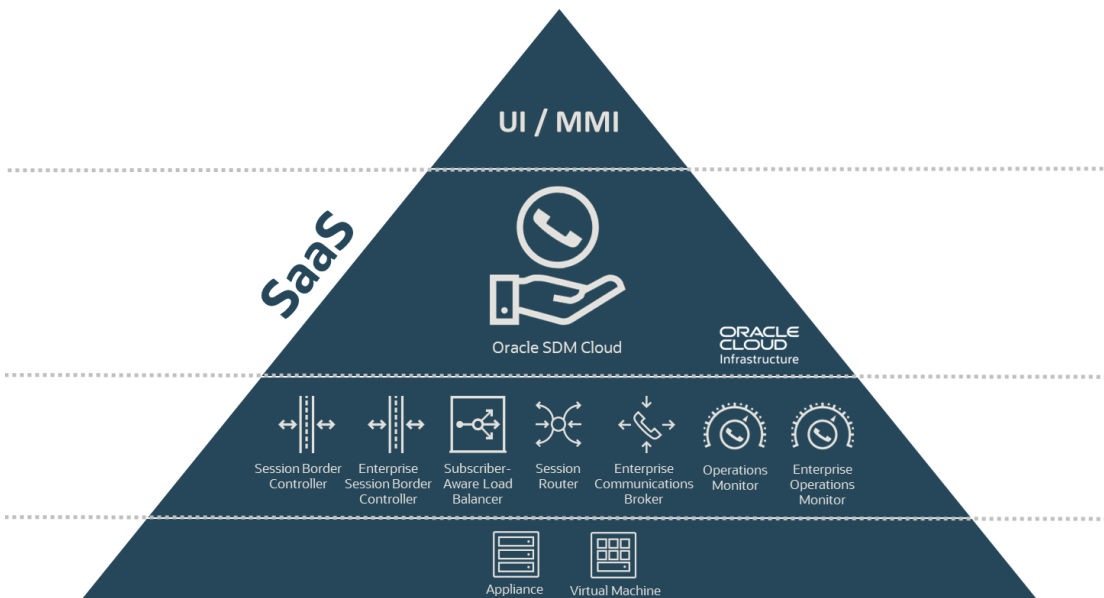 UI / MMI
SaaS
Oracle SDM Cloud
ORACLE
CLOUD
Infrastructure
Session Border
Controller
Enterprise
Session Border
Controller
Subscriber-
Aware Load
Balancer
Session
Router
Enterprise
Communications
Broker
Operations
Monitor
Enterprise
Operations
Monitor
Appliance
Virtual Machine